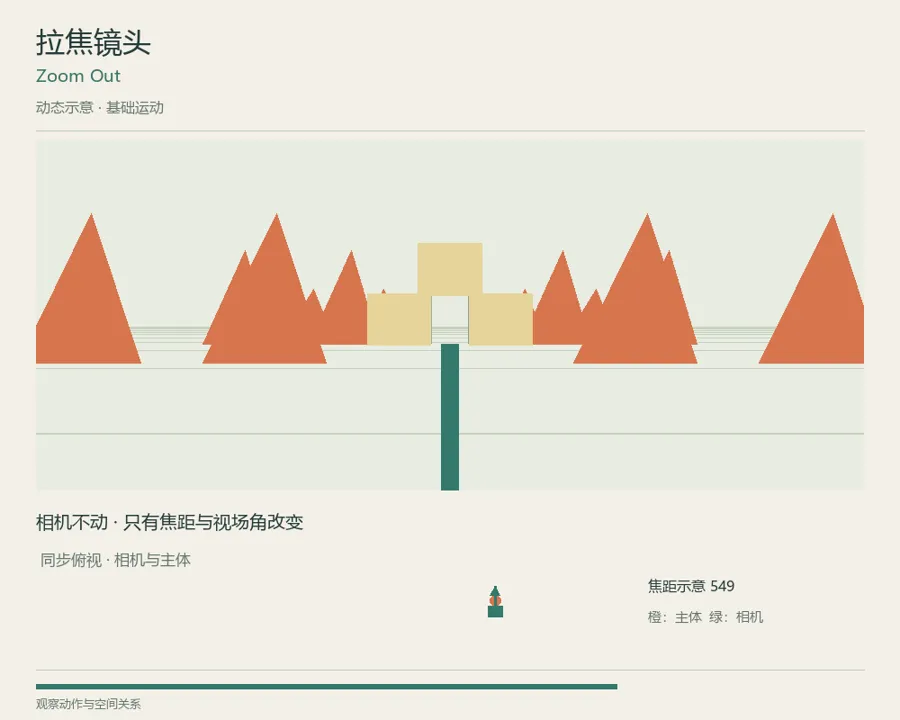 拉焦镜头
Zoom Out
动态示意 · 基础运动
相机不动 · 只有焦距与视场角改变
同步俯视 · 相机与主体
焦距示意 549
橙：主体 绿：相机
观察动作与空间关系